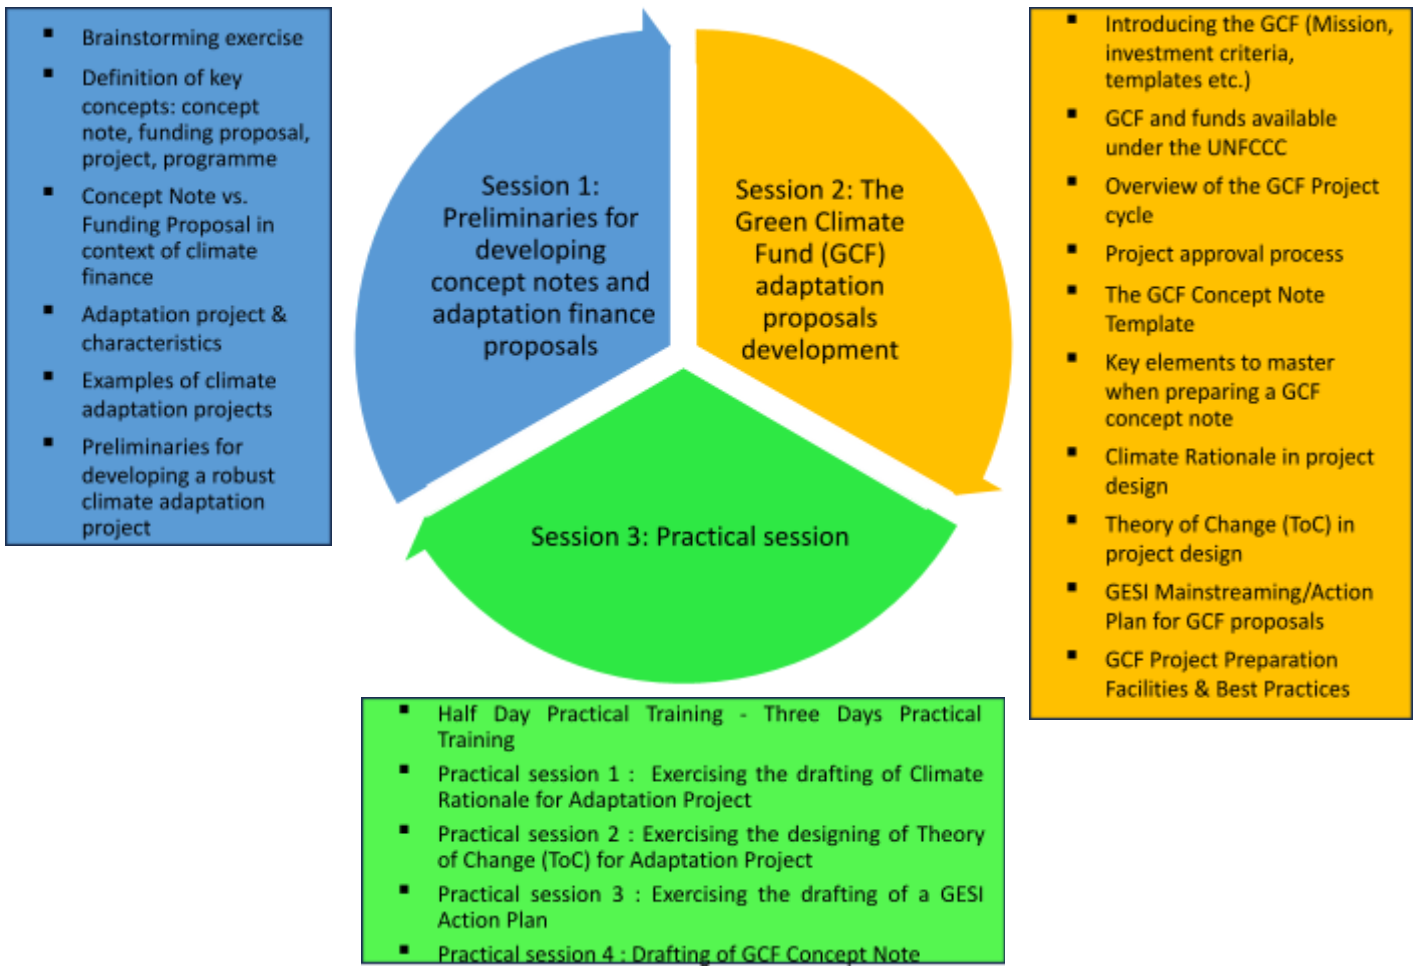 ▪ Brainstorming exercise
▪ Definition of key
concepts: concept
note, funding proposal,
project, programme
▪ Concept Note vs.
Funding Proposal in
context of climate
finance
▪ Adaptation project &
characteristics
▪ Examples of climate
adaptation projects
▪ Preliminaries for
developing a robust
climate adaptation
project
Session 1:
Preliminaries for
developing
concept notes and
adaptation finance
proposals
Session 2: The
Green Climate
Fund (GCF)
adaptation
proposals
development
▪ Introducing the GCF (Mission,
investment criteria,
templates etc.)
▪ GCF and funds available
under the UNFCCC
▪ Overview of the GCF Project
cycle
▪ Project approval process
▪ The GCF Concept Note
Template
▪ Key elements to master
when preparing a GCF
concept note
▪ Climate Rationale in project
design
▪ Theory of Change (ToC) in
project design
▪ GESI Mainstreaming/Action
Plan for GCF proposals
▪ GCF Project Preparation
Facilities & Best Practices
Session 3: Practical session
▪ Half Day Practical Training - Three Days Practical
Training
▪ Practical session 1 : Exercising the drafting of Climate
Rationale for Adaptation Project
▪ Practical session 2 : Exercising the designing of Theory
of Change (ToC) for Adaptation Project
▪ Practical session 3 : Exercising the drafting of a GESI
Action Plan
▪ Practical session 4 : Drafting of GCF Concept Note